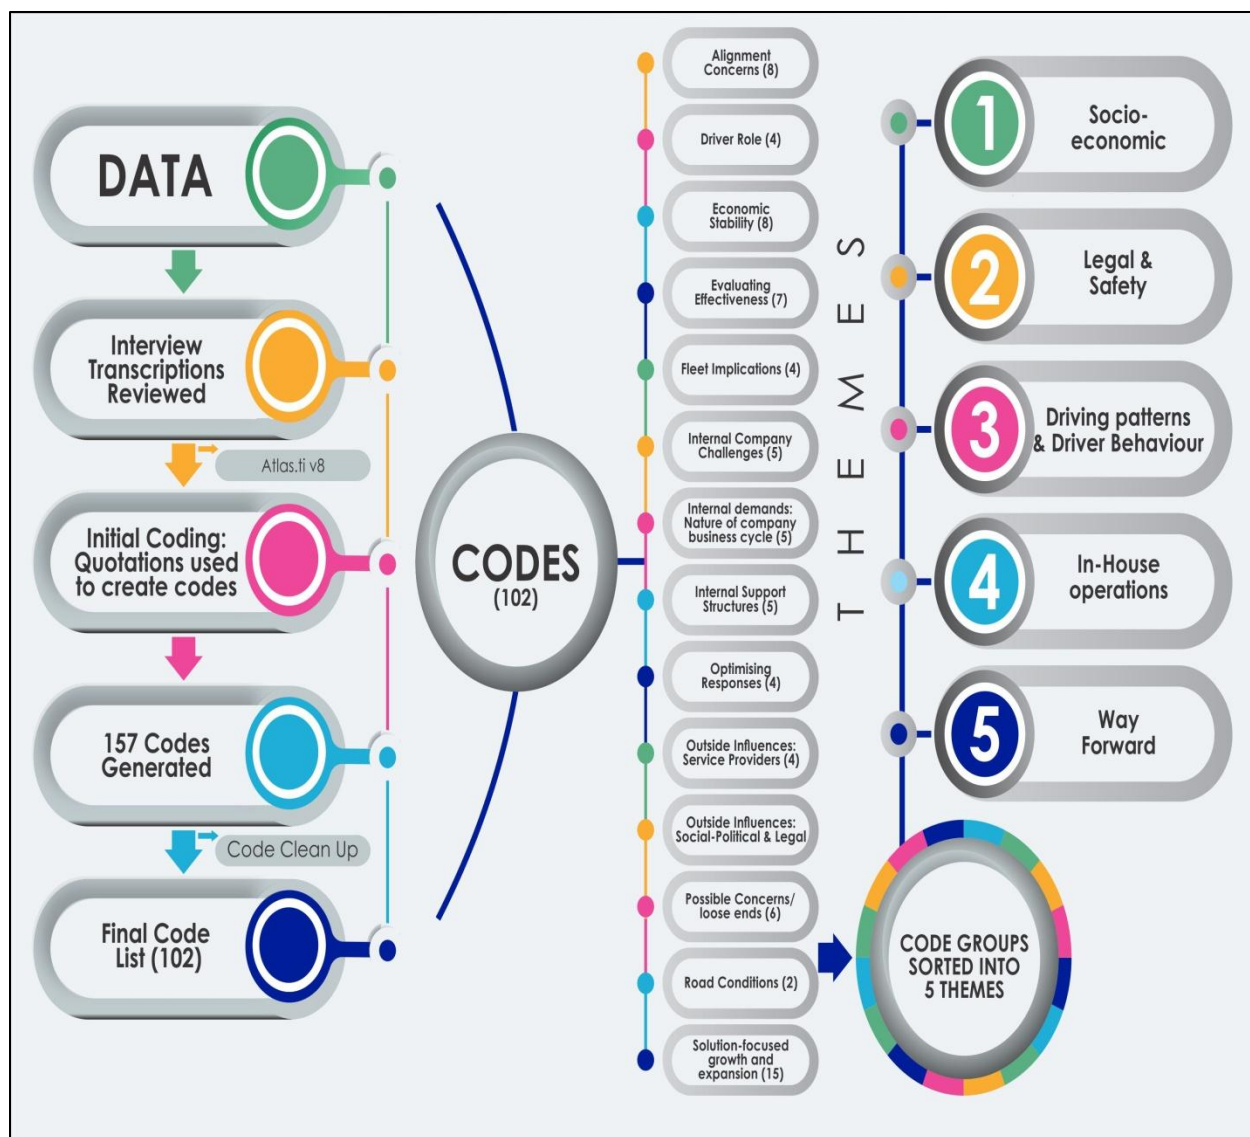 DATA
Interview
Transcriptions
Reviewed
Atlas.ti v8
Initial Coding:
Quotations used
to create codes
157 Codes
Generated
Code Clean Up
Final Code
List (102)
CODES
(102)
Alignment
Concerns (8)
Driver Role (4)
Economic
Stability (8)
Evaluating
Effectiveness (7)
Fleet Implications (4)
Internal Company
Challenges (5)
Internal demands:
Nature of company
business cycle (5)
Internal Support
Structures (5)
Optimising
Responses (4)
Outside Influences:
Service Providers (4)
Outside Influences:
Social-Political & Legal
Possible Concerns/
loose ends (6)
Road Conditions (2)
Solution-focused
growth and
expansion (15)
THEMES
1
Socio-
economic
2
Legal &
Safety
3
Driving patterns
& Driver Behaviour
4
In-House
operations
5
Way
Forward
CODE GROUPS
SORTED INTO
5 THEMES